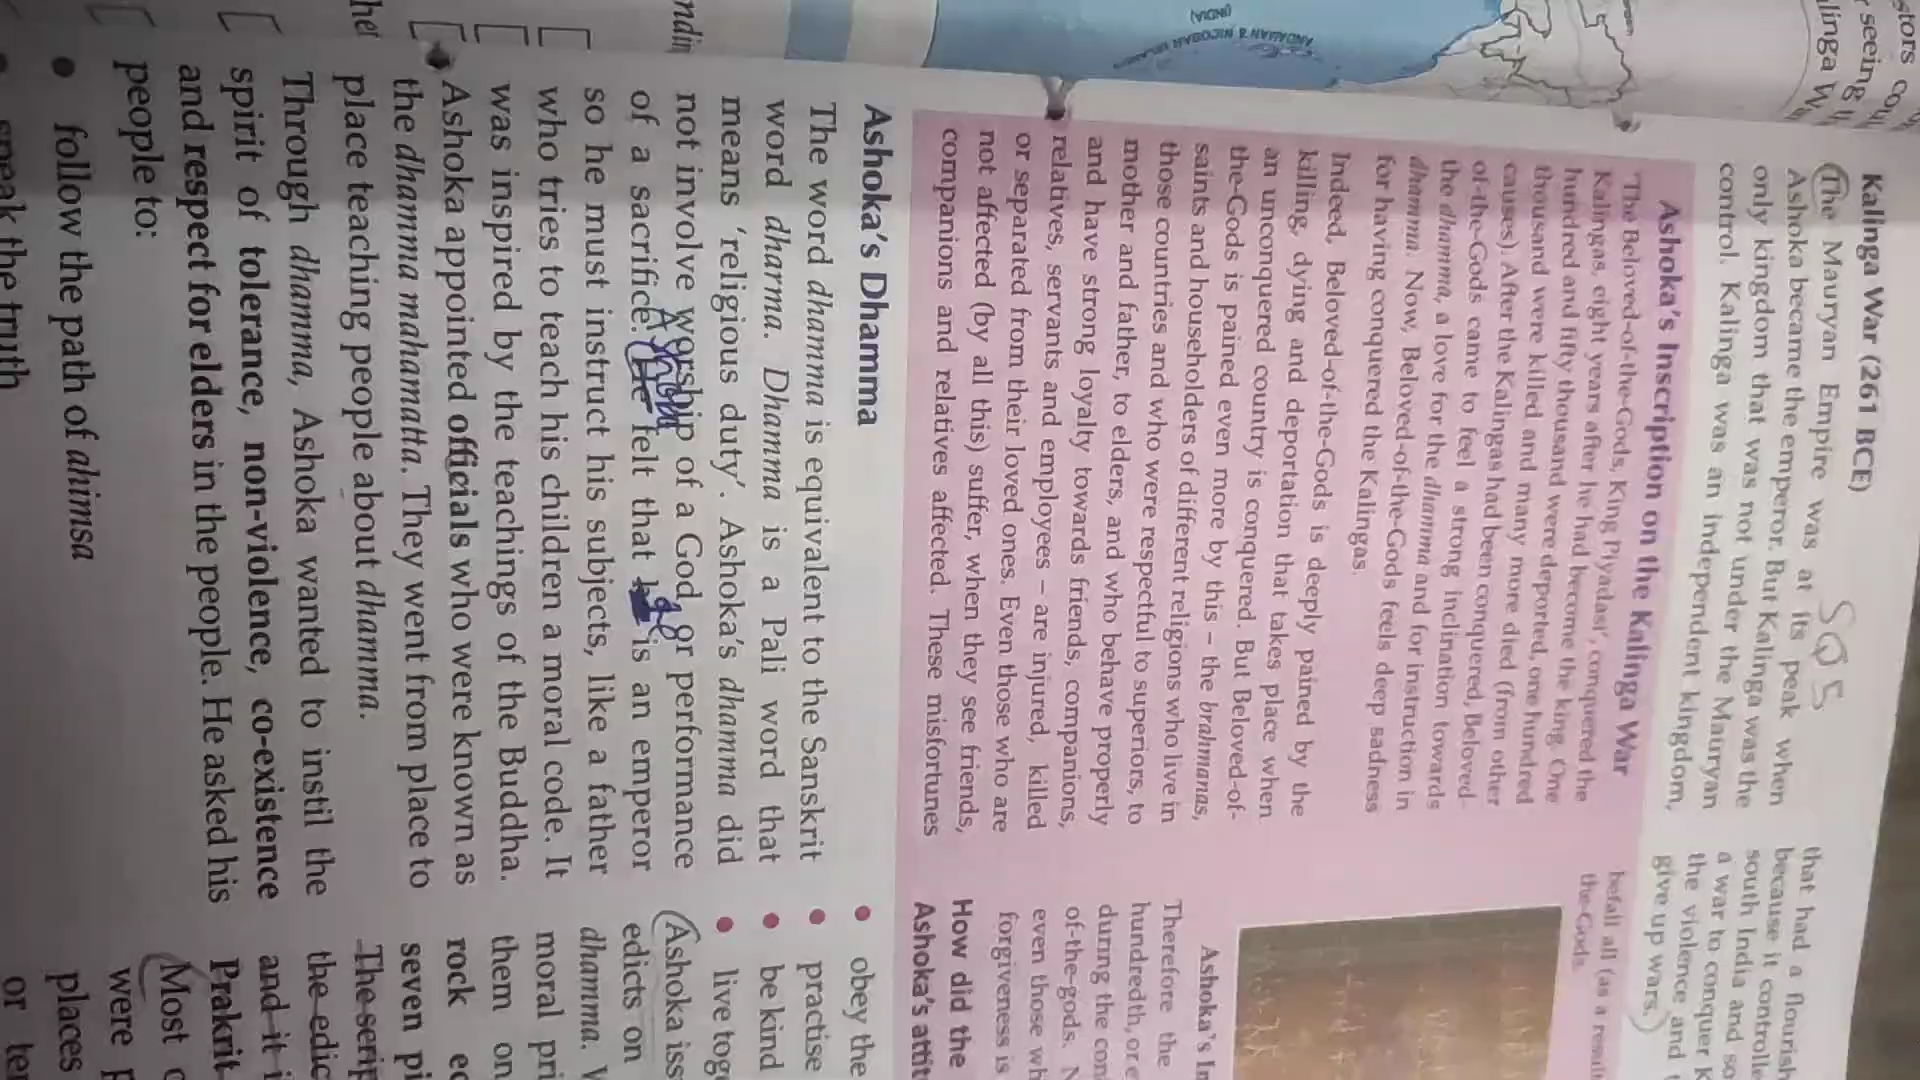 stors
r seeing
linga W
ANDAMAN & NICOBAR ISLANDS
(INDIA)
ndin
Kalinga War (261 BCE)
SQ 5
The Mauryan Empire was at its peak when
Ashoka became the emperor. But Kalinga was the
only kingdom that was not under the Mauryan
control. Kalinga was an independent kingdom,
that had a flourish
because it controlle
south India and so
a war to conquer K
the violence and
give up wars.
Ashoka's Inscription on the Kalinga War
'The Beloved-of-the-Gods, King Piyadasi', conquered the
Kalingas, eight years after he had become the king. One
hundred and fifty thousand were deported, one hundred
thousand were killed and many more died (from other
causes). After the Kalingas had been conquered, Beloved-
of-the-Gods came to feel a strong inclination towards
the dhamma, a love for the dhamma and for instruction in
dhamma. Now, Beloved-of-the-Gods feels deep sadness
for having conquered the Kalingas.
Indeed, Beloved-of-the-Gods is deeply pained by the
killing, dying and deportation that takes place when
an unconquered country is conquered. But Beloved-of-
the-Gods is pained even more by this – the brahmanas,
saints and householders of different religions who live in
those countries and who were respectful to superiors, to
mother and father, to elders, and who behave properly
and have strong loyalty towards friends, companions,
relatives, servants and employees – are injured, killed
or separated from their loved ones. Even those who are
not affected (by all this) suffer, when they see friends,
companions and relatives affected. These misfortunes
befall all (as a result
the-Gods.
Ashoka's In
Therefore the
hundredth, or e
during the con
of-the-gods. N
even those wh
forgiveness is
How did the
Ashoka's attit
Ashoka's Dhamma
The word dhamma is equivalent to the Sanskrit
word dharma. Dhamma is a Pali word that
means 'religious duty'. Ashoka's dhamma did
not involve worship of a God or performance
of a sacrifice. He felt that he is an emperor
so he must instruct his subjects, like a father
who tries to teach his children a moral code. It
was inspired by the teachings of the Buddha.
Ashoka appointed officials who were known as
the dhamma mahamatta. They went from place to
place teaching people about dhamma.
Through dhamma, Ashoka wanted to instil the
spirit of tolerance, non-violence, co-existence
and respect for elders in the people. He asked his
people to:
• follow the path of ahimsa
• speak the truth
• obey the
• practise
• be kind
• live toge
Ashoka iss
edicts on
dhamma. W
moral pri
them on
rock ed
seven pi
The scrip
the edic
and it i
Prakrit
Most o
were p
places
or ter